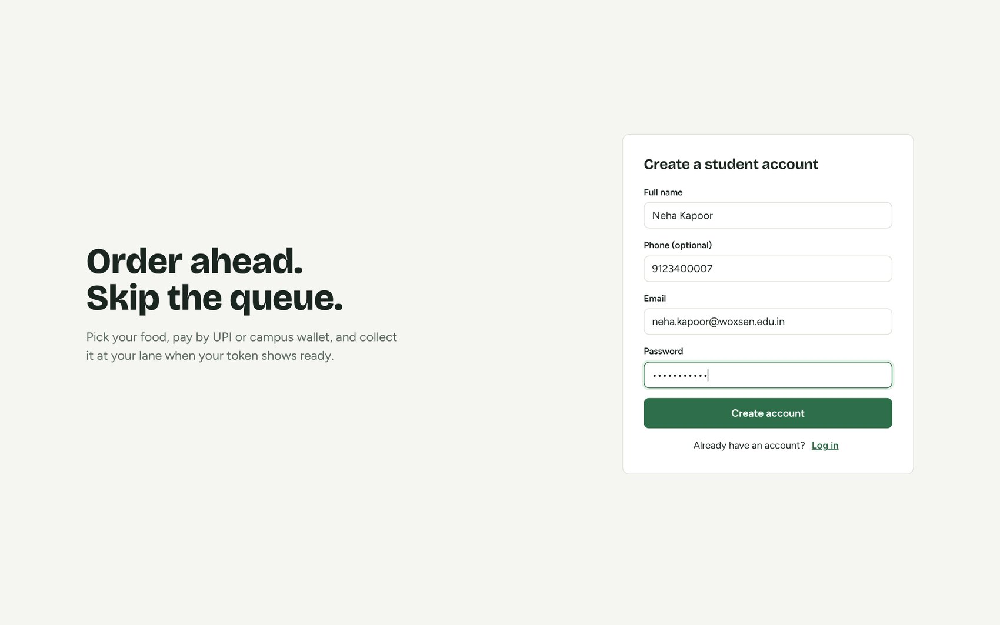 Order ahead.
Skip the queue.
Pick your food, pay by UPI or campus wallet, and collect
it at your lane when your token shows ready.
Create a student account
Full name
Neha Kapoor
Phone (optional)
9123400007
Email
neha.kapoor@woxsen.edu.in
Password
•••••••••••
Create account
Already have an account? Log in